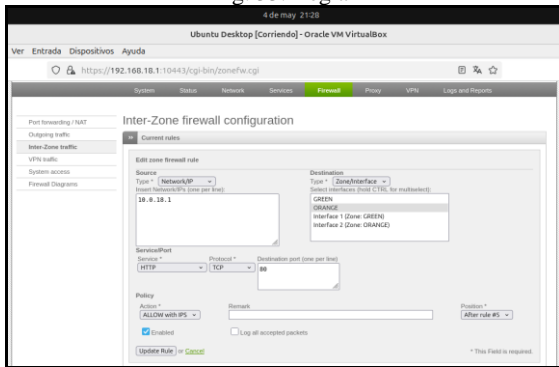 4 de may 21:28
Ubuntu Desktop [Corriendo] - Oracle VM VirtualBox
Ver Entrada Dispositivos Ayuda
https://192.168.18.1:10443/cgi-bin/zonefw.cgi
System Status Network Services Firewall Proxy VPN Logs and Reports
Port forwarding / NAT
Outgoing traffic
Inter-Zone traffic
VPN traffic
System access
Firewall Diagrams
Inter-Zone firewall configuration
Current rules
Edit zone firewall rule
Source
Type * Network/IP
Insert Network/IPs (one per line):
10.0.18.1
Destination
Type * Zone/Interface
Select interfaces (hold CTRL for multiselect):
GREEN
ORANGE
Interface 1 (Zone: GREEN)
Interface 2 (Zone: ORANGE)
Service/Port
Service * Protocol * Destination port (one per line)
HTTP TCP 80
Policy
Action * Remark Position *
ALLOW with IPS After rule #5
Enabled Log all accepted packets
Update Rule or Cancel * This Field is required.